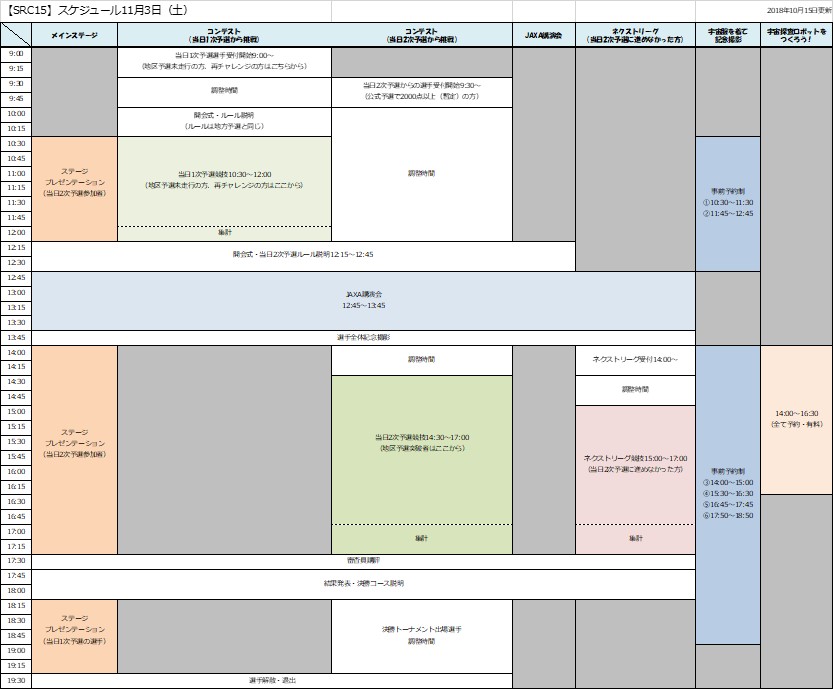 【SRC15】スケジュール11月3日（土）
2018年10月15日更新
メインステージ
コンテスト
（当日1次予選から挑戦）
コンテスト
（当日2次予選から挑戦）
JAXA講演会
ネクストリーグ
（当日2次予選に進めなかった方）
宇宙服を着て
記念撮影
宇宙探査ロボットを
つくろう！
9:00
9:15
9:30
9:45
10:00
10:15
10:30
10:45
11:00
11:15
11:30
11:45
12:00
12:15
12:30
12:45
13:00
13:15
13:30
13:45
14:00
14:15
14:30
14:45
15:00
15:15
15:30
15:45
16:00
16:15
16:30
16:45
17:00
17:15
17:30
17:45
18:00
18:15
18:30
18:45
19:00
19:15
19:30
当日1次予選選手受付開始9:00～
（地区予選未走行の方、再チャレンジの方はこちらから）
調整時間
当日2次予選からの選手受付開始9:30～
（公式予選で2000点以上（暫定）の方）
開会式・ルール説明
（ルールは地方予選と同じ）
ステージ
プレゼンテーション
（当日2次予選参加者）
当日1次予選競技10:30～12:00
（地区予選未走行の方、再チャレンジの方はここから）
集計
調整時間
事前予約制
①10:30～11:30
②11:45～12:45
開会式・当日2次予選ルール説明12:15～12:45
JAXA講演会
12:45～13:45
選手全体記念撮影
ステージ
プレゼンテーション
（当日2次予選参加者）
調整時間
当日2次予選競技14:30～17:00
（地区予選突破者はここから）
集計
ネクストリーグ受付14:00～
調整時間
ネクストリーグ競技15:00～17:00
（当日2次予選に進めなかった方）
集計
事前予約制
③14:00～15:00
④15:30～16:30
⑤16:45～17:45
⑥17:50～18:50
14:00～16:30
（全て予約・有料）
審査員講評
結果発表・決勝コース説明
ステージ
プレゼンテーション
（当日1次予選の選手）
決勝トーナメント出場選手
調整時間
選手解散・退出